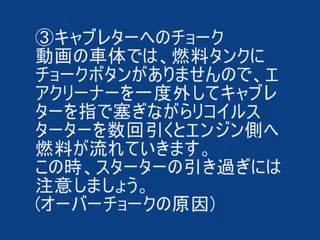 ③キャブレターへのチョーク
動画の車体では、燃料タンクに
チョークボタンがありませんので、エ
アクリーナーを一度外してキャブレ
ターを指で塞ぎながらリコイルス
ターターを数回引くとエンジン側へ
燃料が流れていきます。
この時、スターターの引き過ぎには
注意しましょう。
(オーバーチョークの原因)